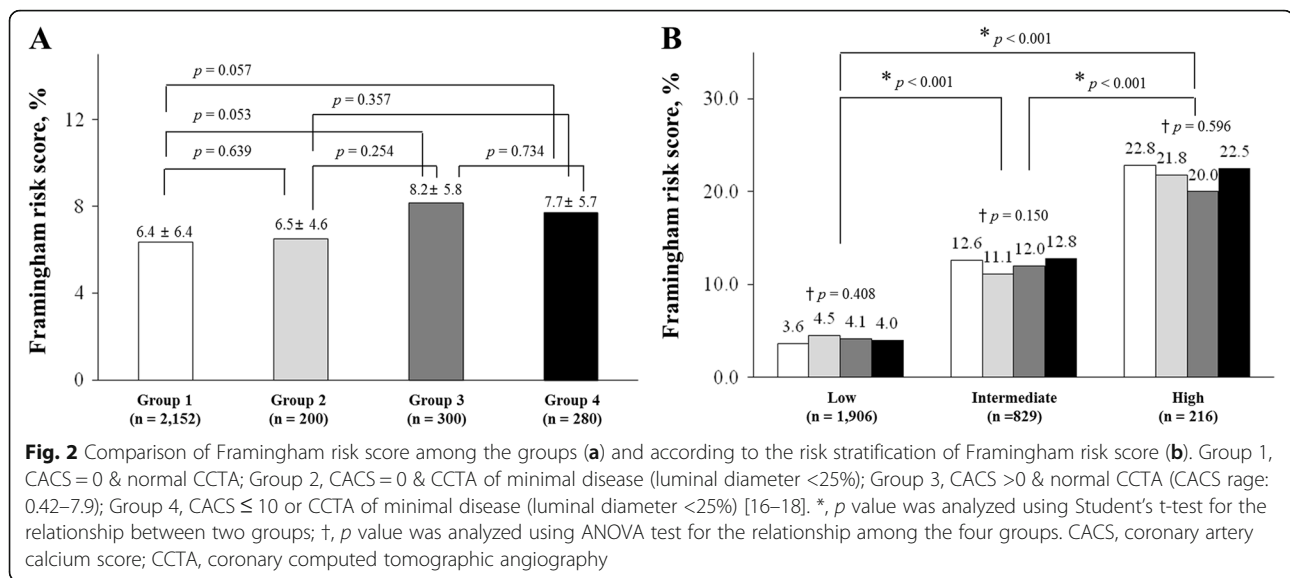 A
Framingham risk score, %
12
8
4
0
p = 0.057
p = 0.357
p = 0.053
p = 0.639
p = 0.254
p = 0.734
6.4 ± 6.4
6.5± 4.6
8.2± 5.8
7.7± 5.7
Group 1
(n = 2,152)
Group 2
(n = 200)
Group 3
(n = 300)
Group 4
(n = 280)
B
Framingham risk score, %
30.0
20.0
10.0
0.0
* p < 0.001
* p < 0.001
* p < 0.001
† p = 0.596
22.8
21.8
20.0
22.5
† p = 0.150
12.6
11.1
12.0
12.8
† p = 0.408
3.6
4.5
4.1
4.0
Low
(n = 1,906)
Intermediate
(n =829)
High
(n = 216)
Fig. 2 Comparison of Framingham risk score among the groups (a) and according to the risk stratification of Framingham risk score (b). Group 1,
CACS = 0 & normal CCTA; Group 2, CACS = 0 & CCTA of minimal disease (luminal diameter <25%); Group 3, CACS >0 & normal CCTA (CACS rage:
0.42–7.9); Group 4, CACS ≤ 10 or CCTA of minimal disease (luminal diameter <25%) [16–18]. *, p value was analyzed using Student's t-test for the
relationship between two groups; †, p value was analyzed using ANOVA test for the relationship among the four groups. CACS, coronary artery
calcium score; CCTA, coronary computed tomographic angiography